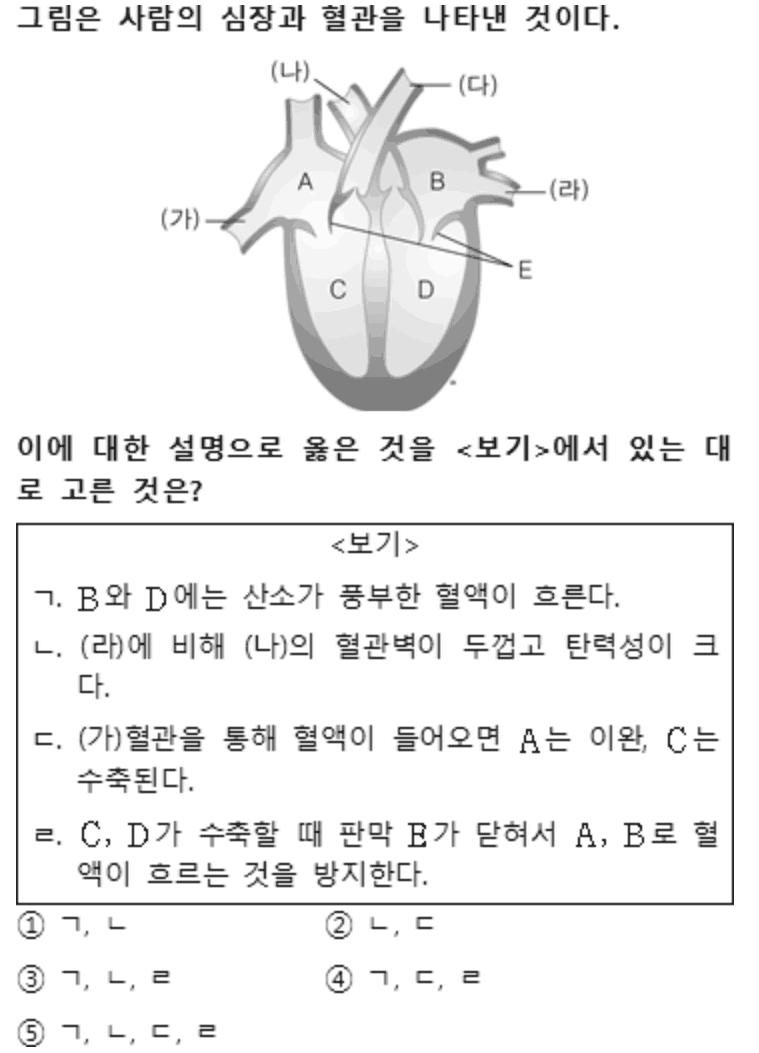 그림은 사람의 심장과 혈관을 나타낸 것이다.
(나)
(다)
A
B
(라)
(가)
E
C
D
이에 대한 설명으로 옳은 것을 <보기>에서 있는 대
로 고른 것은?
<보기>
ㄱ. B와 D에는 산소가 풍부한 혈액이 흐른다.
ㄴ. (라)에 비해 (나)의 혈관벽이 두껍고 탄력성이 크
다.
ㄷ. (가)혈관을 통해 혈액이 들어오면 A는 이완, C는
수축된다.
ㄹ. C, D가 수축할 때 판막 E가 닫혀서 A, B로 혈
액이 흐르는 것을 방지한다.
① ㄱ, ㄴ ② ㄴ, ㄷ
③ ㄱ, ㄴ, ㄹ ④ ㄱ, ㄷ, ㄹ
⑤ ㄱ, ㄴ, ㄷ, ㄹ